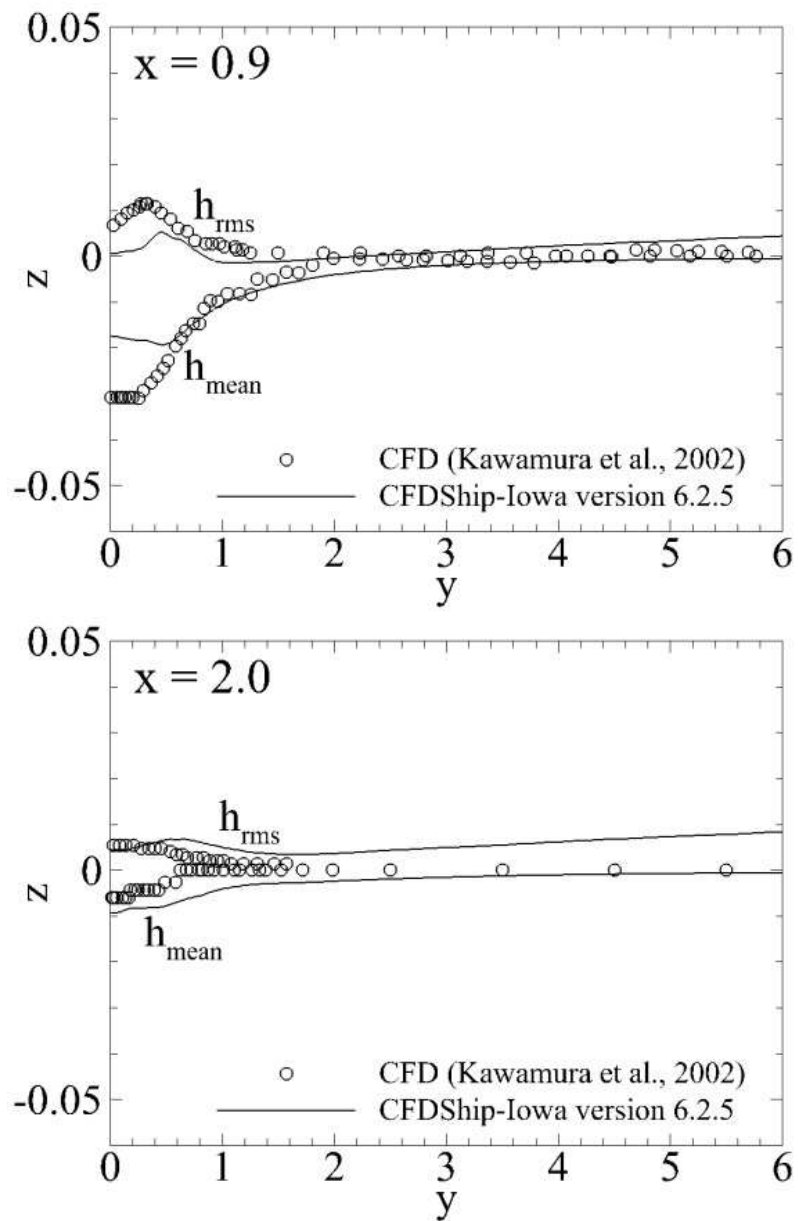 0.05
x = 0.9
h_rms
0
z
h_mean
CFD (Kawamura et al., 2002)
-0.05
CFDShip-Iowa version 6.2.5
0 1 2 3 4 5 6
y
0.05
x = 2.0
h_rms
0
z
h_mean
CFD (Kawamura et al., 2002)
-0.05
CFDShip-Iowa version 6.2.5
0 1 2 3 4 5 6
y